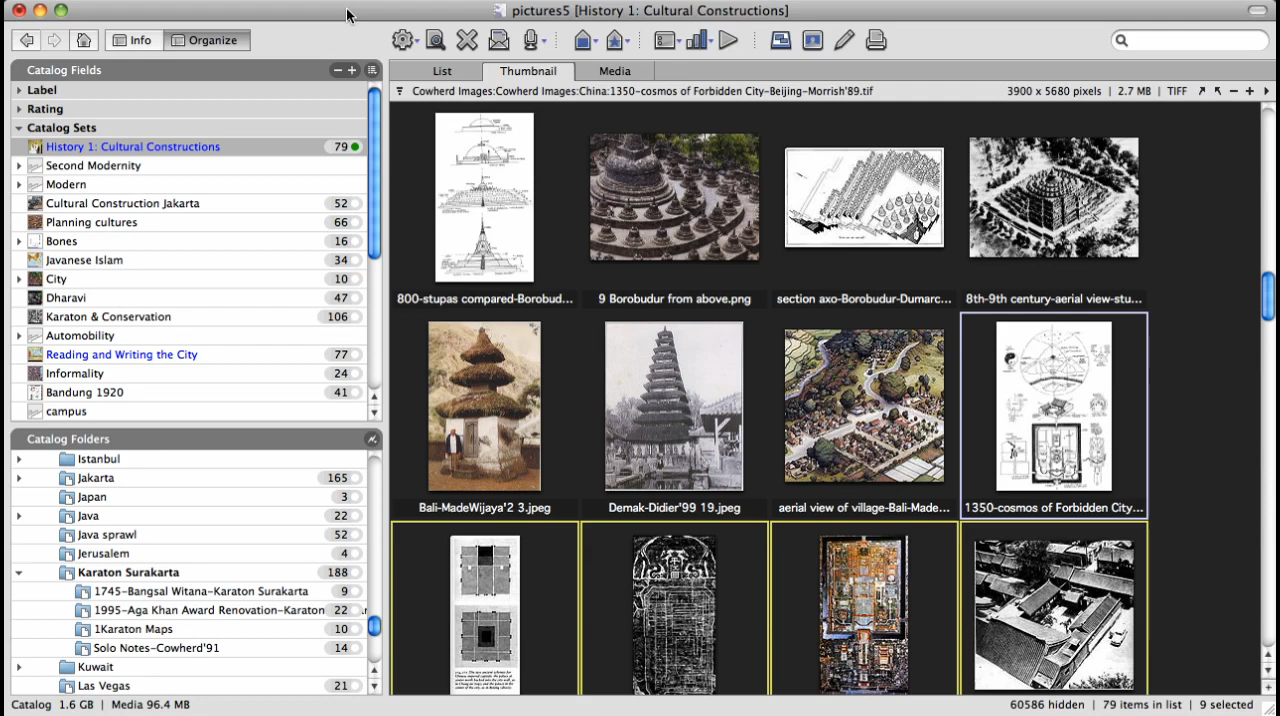 pictures5 [History 1: Cultural Constructions]
Info
Organize
Catalog Fields
Label
Rating
Catalog Sets
History 1: Cultural Constructions 79
Second Modernity
Modern
Cultural Construction Jakarta 52
Planning cultures 66
Bones 16
Javanese Islam 34
City 10
Dharavi 47
Karaton & Conservation 106
Automobility
Reading and Writing the City 77
Informality 24
Bandung 1920 41
campus
Catalog Folders
Istanbul
Jakarta 165
Japan 3
Java 22
Java sprawl 52
Jerusalem 4
Karaton Surakarta 188
1745-Bangsal Witana-Karaton Surakarta 9
1995-Aga Khan Award Renovation-Karaton 22
1Karaton Maps 10
Solo Notes-Cowherd'91 14
Kuwait
Las Vegas 21
Catalog 1.6 GB | Media 96.4 MB
List
Thumbnail
Media
Cowherd Images:Cowherd Images:China:1350-cosmos of Forbidden City-Beijing-Morrish'89.tif
3900 x 5680 pixels | 2.7 MB | TIFF
800-stupas compared-Borobud...
9 Borobudur from above.png
section axo-Borobudur-Dumarc...
8th-9th century-aerial view-stu...
Bali-MadeWijaya'2 3.jpeg
Demak-Didier'99 19.jpeg
aerial view of village-Bali-Made...
1350-cosmos of Forbidden City...
60586 hidden | 79 items in list | 9 selected